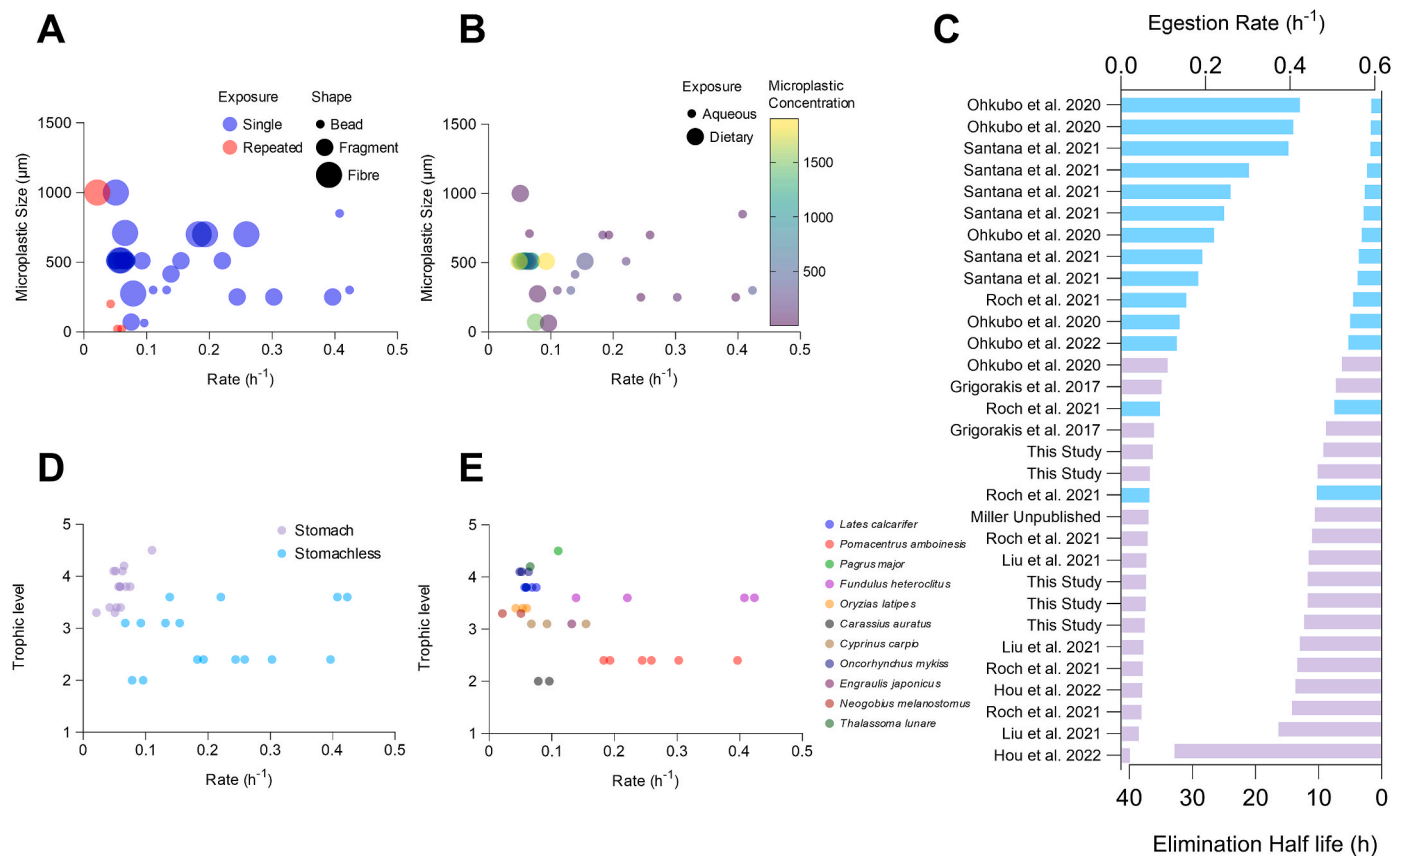 A
Exposure
Shape
Single
Bead
Repeated
Fragment
Fibre
1500
1000
500
0
Microplastic Size (μm)
0
0.1
0.2
0.3
0.4
0.5
Rate (h-1)
B
Exposure
Aqueous
Dietary
Microplastic
Concentration
1500
1000
500
1500
1000
500
0
Microplastic Size (μm)
0
0.1
0.2
0.3
0.4
0.5
Rate (h-1)
C
Egestion Rate (h-1)
0.0
0.2
0.4
0.6
Ohkubo et al. 2020
Ohkubo et al. 2020
Santana et al. 2021
Santana et al. 2021
Santana et al. 2021
Santana et al. 2021
Ohkubo et al. 2020
Santana et al. 2021
Santana et al. 2021
Roch et al. 2021
Ohkubo et al. 2020
Ohkubo et al. 2022
Ohkubo et al. 2020
Grigorakis et al. 2017
Roch et al. 2021
Grigorakis et al. 2017
This Study
This Study
Roch et al. 2021
Miller Unpublished
Roch et al. 2021
Liu et al. 2021
This Study
This Study
This Study
Liu et al. 2021
Roch et al. 2021
Hou et al. 2022
Roch et al. 2021
Liu et al. 2021
Hou et al. 2022
40
30
20
10
0
Elimination Half life (h)
D
Stomach
Stomachless
5
4
3
2
1
Trophic level
0
0.1
0.2
0.3
0.4
0.5
Rate (h-1)
E
5
4
3
2
1
Trophic level
0
0.1
0.2
0.3
0.4
0.5
Rate (h-1)
Lates calcarifer
Pomacentrus amboinesis
Pagrus major
Fundulus heteroclitus
Oryzias latipes
Carassius auratus
Cyprinus carpio
Oncorhynchus mykiss
Engraulis japonicus
Neogobius melanostomus
Thalassoma lunare